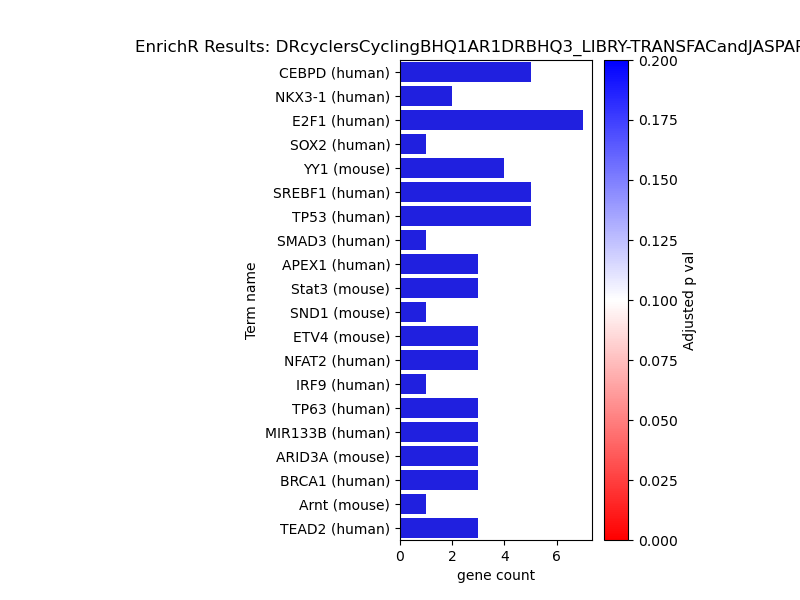 EnrichR Results: DRcyclersCyclingBHQ1AR1DRBHQ3_LIBRY-TRANSFACandJASPAR
CEBPD (human)
NKX3-1 (human)
E2F1 (human)
SOX2 (human)
YY1 (mouse)
SREBF1 (human)
TP53 (human)
SMAD3 (human)
APEX1 (human)
Stat3 (mouse)
SND1 (mouse)
ETV4 (mouse)
NFAT2 (human)
IRF9 (human)
TP63 (human)
MIR133B (human)
ARID3A (mouse)
BRCA1 (human)
Arnt (mouse)
TEAD2 (human)
Term name
0 2 4 6
gene count
0.200
0.175
0.150
0.125
0.100
0.075
0.050
0.025
0.000
Adjusted p val